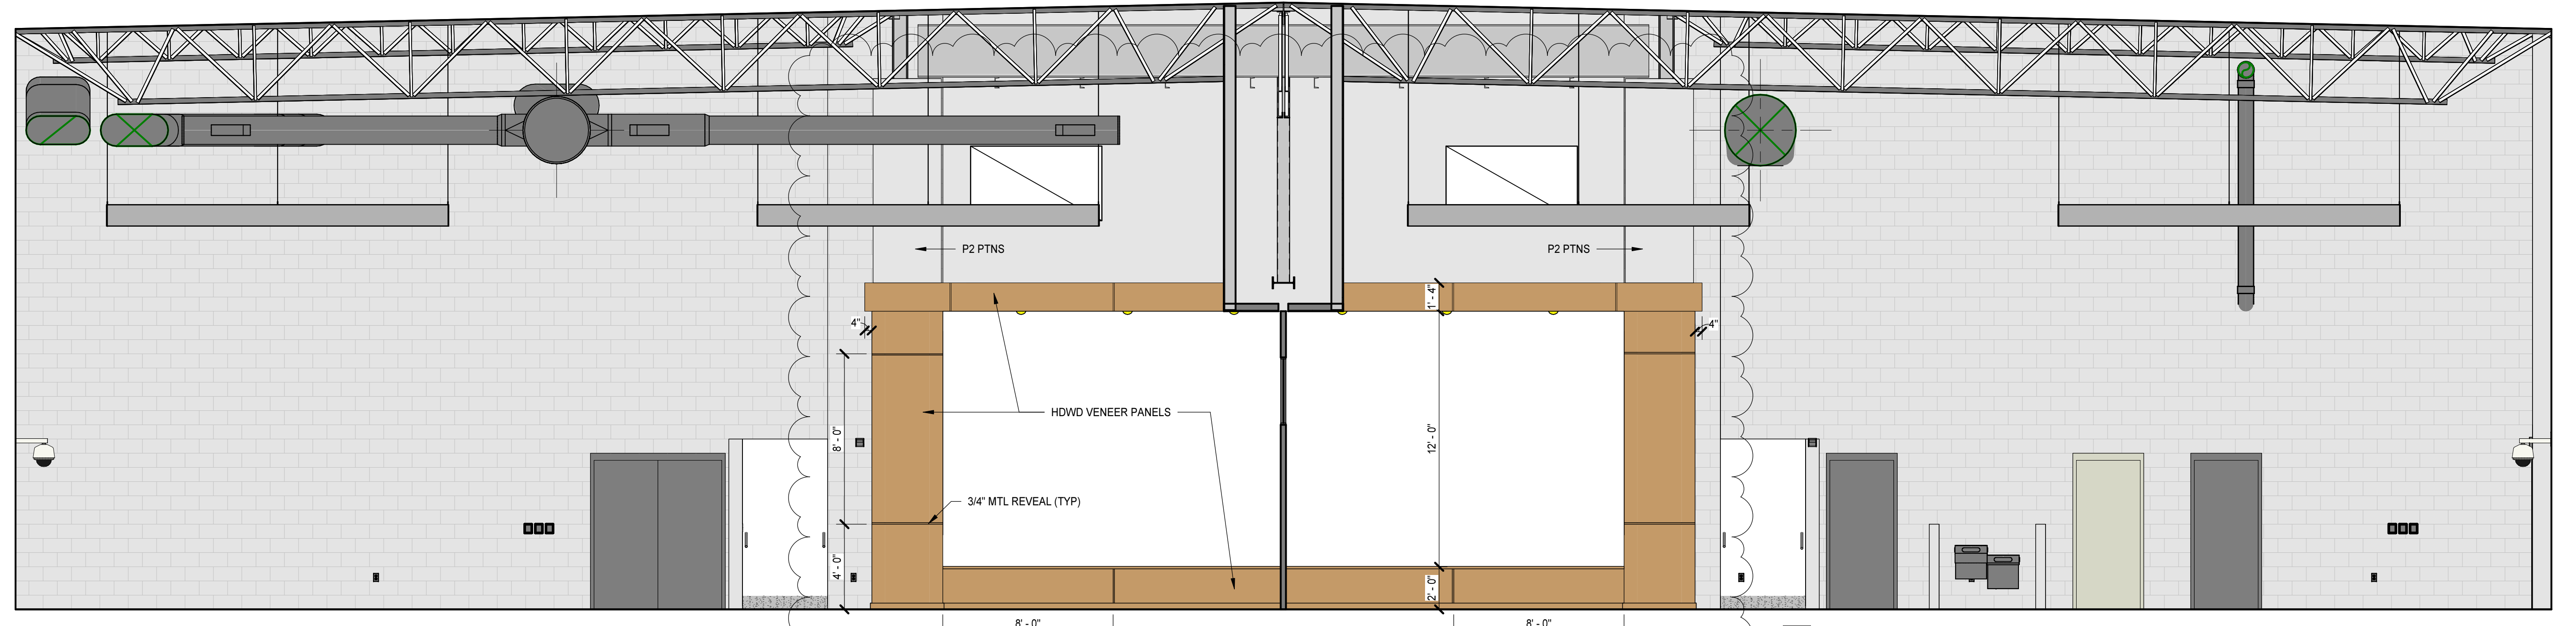 P2 PTNS
P2 PTNS
1' - 4"
4"
4"
8' - 0"
HDWD VENEER PANELS
12' - 0"
3/4" MTL REVEAL (TYP)
4' - 0"
2' - 0"
8' - 0"
8' - 0"